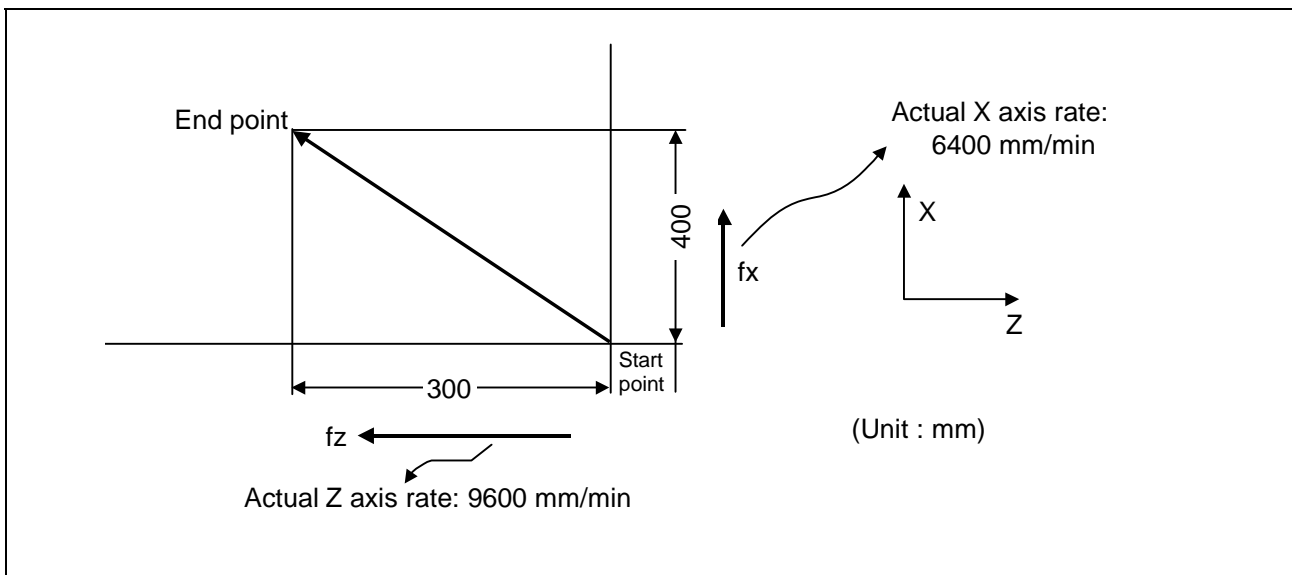 End point
Actual X axis rate:
6400 mm/min
X
400
fx
Z
Start
point
300
fz
(Unit : mm)
Actual Z axis rate: 9600 mm/min